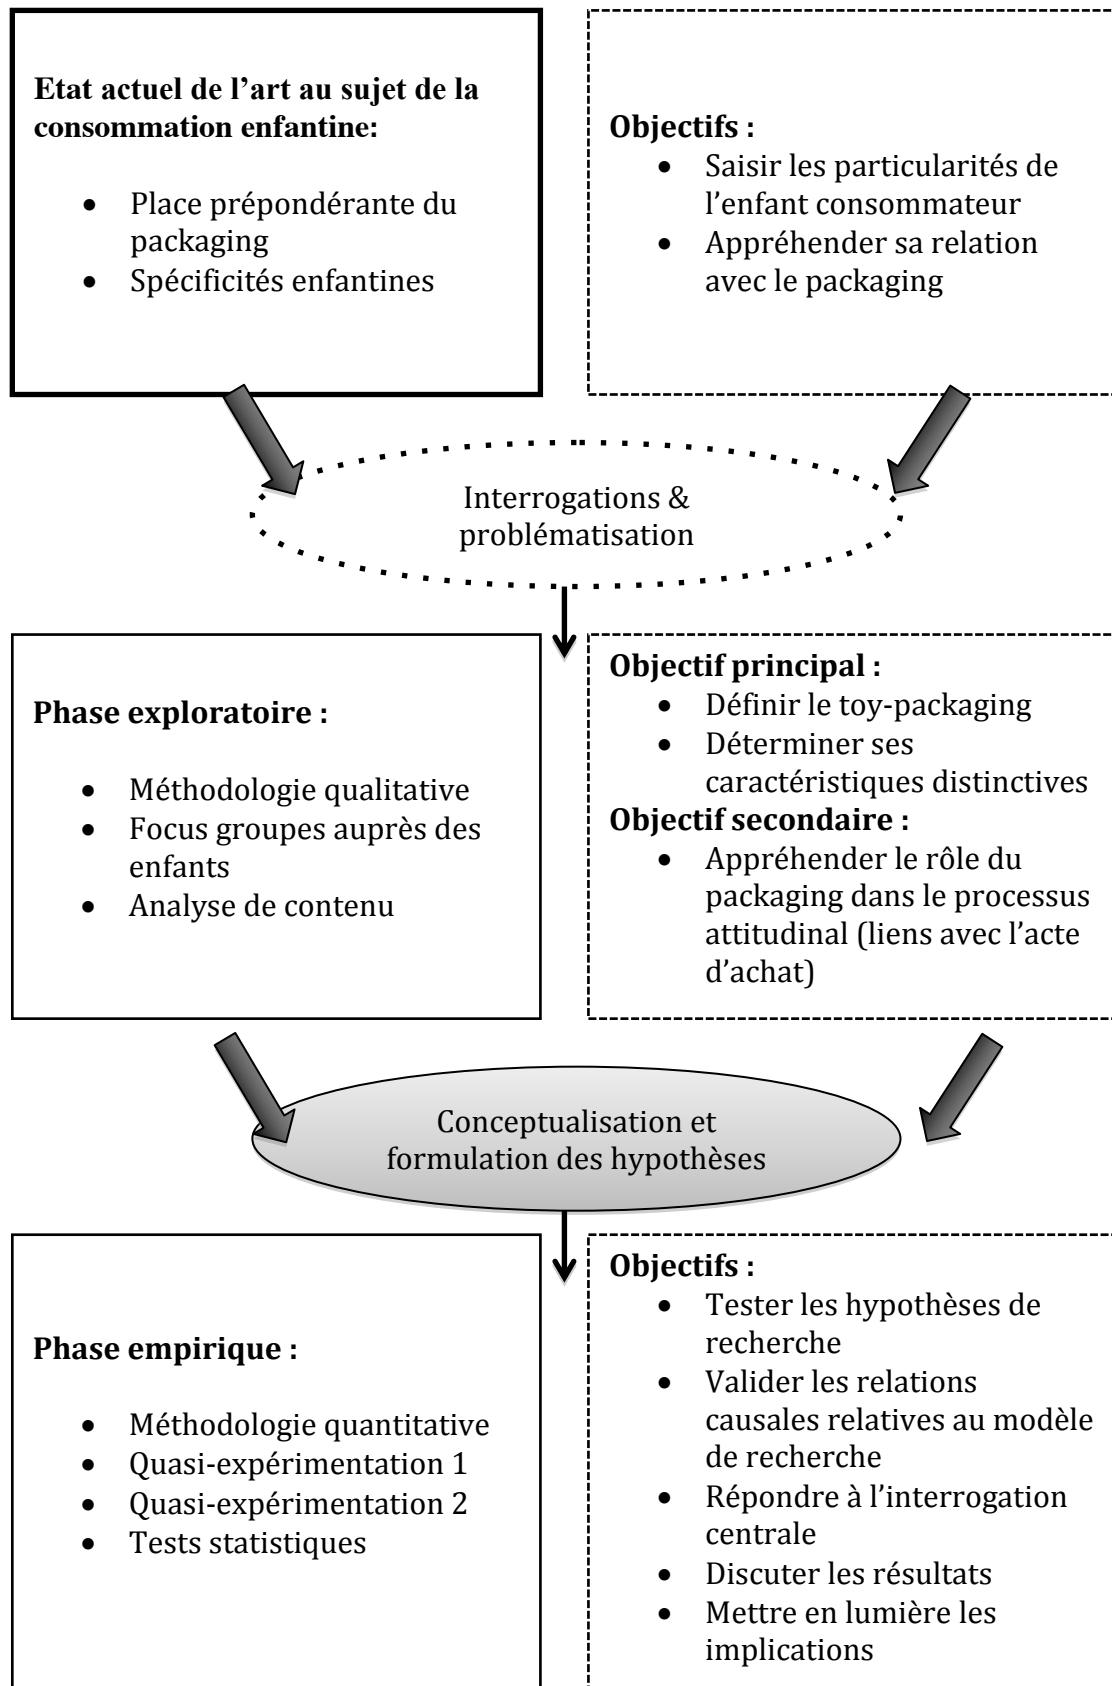 Etat actuel de l’art au sujet de la
consommation enfantine:
• Place prépondérante du
packaging
• Spécificités enfantines
Objectifs :
• Saisir les particularités de
l’enfant consommateur
• Appréhender sa relation
avec le packaging
Interrogations &
problématisation
Phase exploratoire :
• Méthodologie qualitative
• Focus groupes auprès des
enfants
• Analyse de contenu
Objectif principal :
• Définir le toy-packaging
• Déterminer ses
caractéristiques distinctives
Objectif secondaire :
• Appréhender le rôle du
packaging dans le processus
attitudinal (liens avec l’acte
d’achat)
Conceptualisation et
formulation des hypothèses
Phase empirique :
• Méthodologie quantitative
• Quasi-expérimentation 1
• Quasi-expérimentation 2
• Tests statistiques
Objectifs :
• Tester les hypothèses de
recherche
• Valider les relations
causales relatives au modèle
de recherche
• Répondre à l’interrogation
centrale
• Discuter les résultats
• Mettre en lumière les
implications